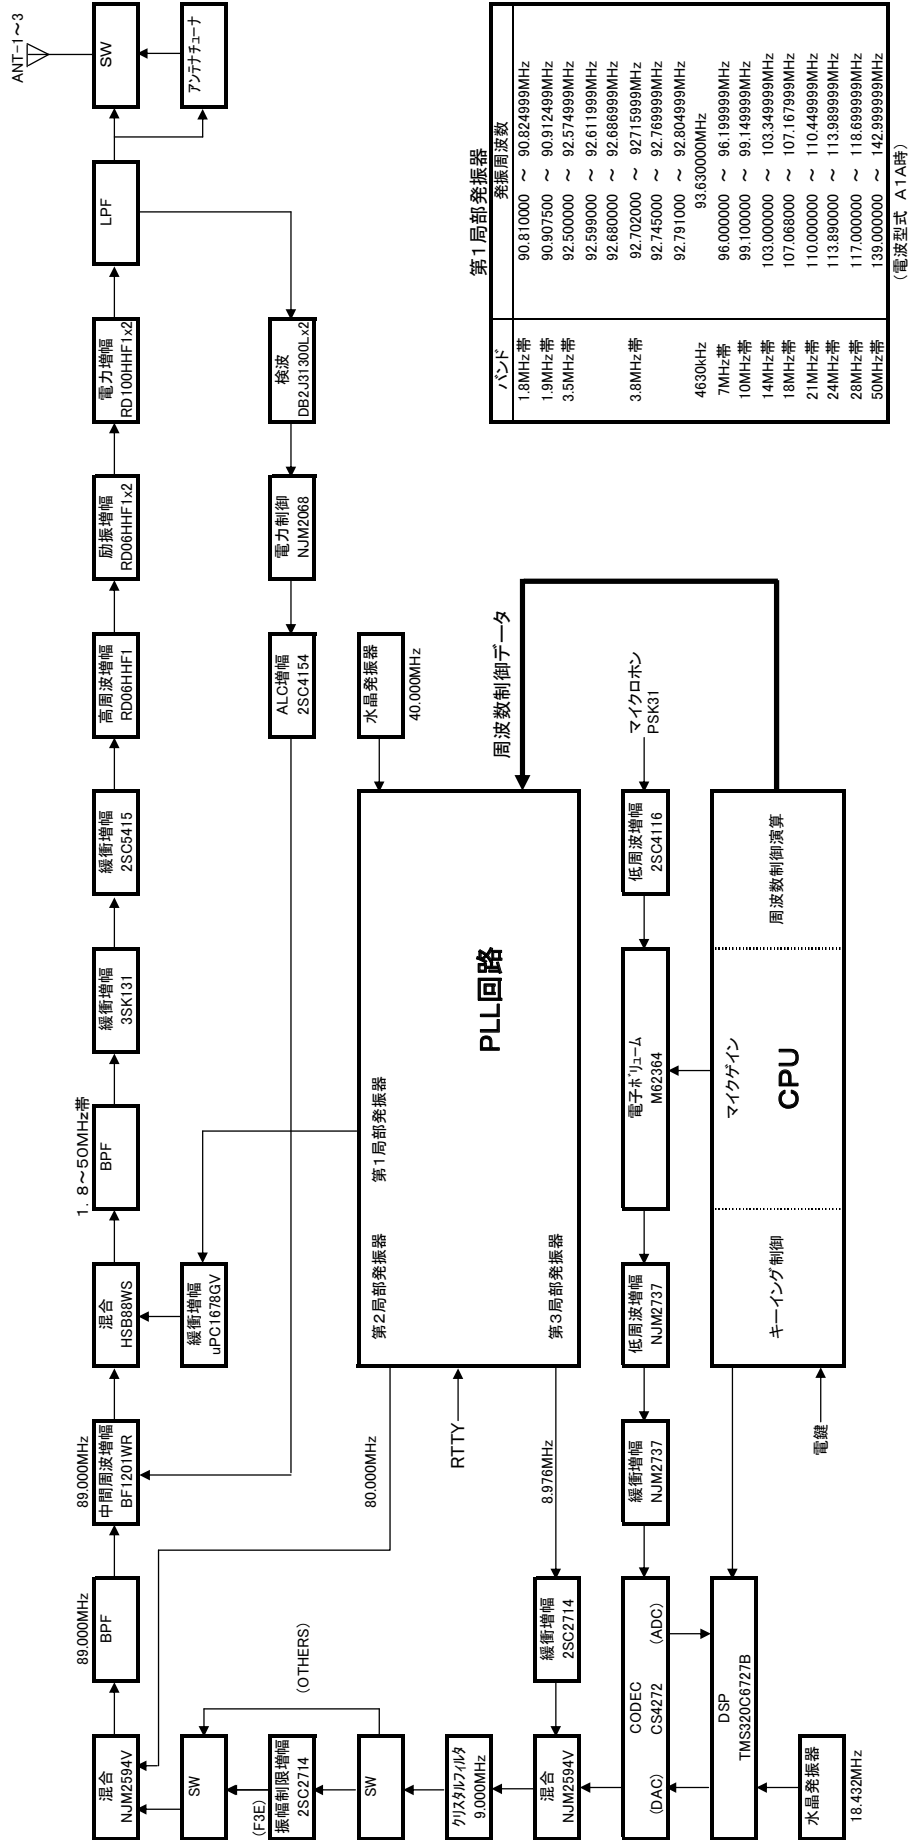 ANT-1～3
SW
アンテナチューナ
LPF
電力増幅
RD100HHF1x2
励振増幅
RD06HHF1x2
高周波増幅
RD06HHF1
緩衝増幅
2SC5415
緩衝増幅
3SK131
1．8～50MHz帯
BPF
混合
HSB88WS
89.000MHz
中間周波増幅
BF1201WR
89.000MHz
BPF
混合
NJM2594V
検波
DB2J31300Lx2
電力制御
NJM2068
ALC増幅
2SC4154
緩衝増幅
uPC1678GV
SW
(F3E)
振幅制限増幅
2SC2714
(OTHERS)
SW
クリスタルフィルタ
9.000MHz
混合
NJM2594V
緩衝増幅
2SC2714
水晶発振器
40.000MHz
PLL回路
第1局部発振器
第2局部発振器
第3局部発振器
80.000MHz
RTTY
8.976MHz
周波数制御データ
マイクロホン
PSK31
低周波増幅
2SC4116
電子ボリューム
M62364
低周波増幅
NJM2737
緩衝増幅
NJM2737
CODEC
CS4272
(DAC)
(ADC)
周波数制御演算
マイクゲイン
CPU
キーイング制御
電鍵
DSP
TMS320C6727B
水晶発振器
18.432MHz
第1局部発振器
バンド 発振周波数
1.8MHz帯 90.810000 ～ 90.824999MHz
1.9MHz帯 90.907500 ～ 90.912499MHz
3.5MHz帯 92.500000 ～ 92.574999MHz
92.599000 ～ 92.611999MHz
92.680000 ～ 92.686999MHz
3.8MHz帯 92.702000 ～ 92715999MHz
92.745000 ～ 92.769999MHz
92.791000 ～ 92.804999MHz
4630kHz 93.630000MHz
7MHz帯 96.000000 ～ 96.199999MHz
10MHz帯 99.100000 ～ 99.149999MHz
14MHz帯 103.000000 ～ 103.349999MHz
18MHz帯 107.068000 ～ 107.167999MHz
21MHz帯 110.000000 ～ 110.449999MHz
24MHz帯 113.890000 ～ 113.989999MHz
28MHz帯 117.000000 ～ 118.699999MHz
50MHz帯 139.000000 ～ 142.999999MHz
（電波型式 A1A時）